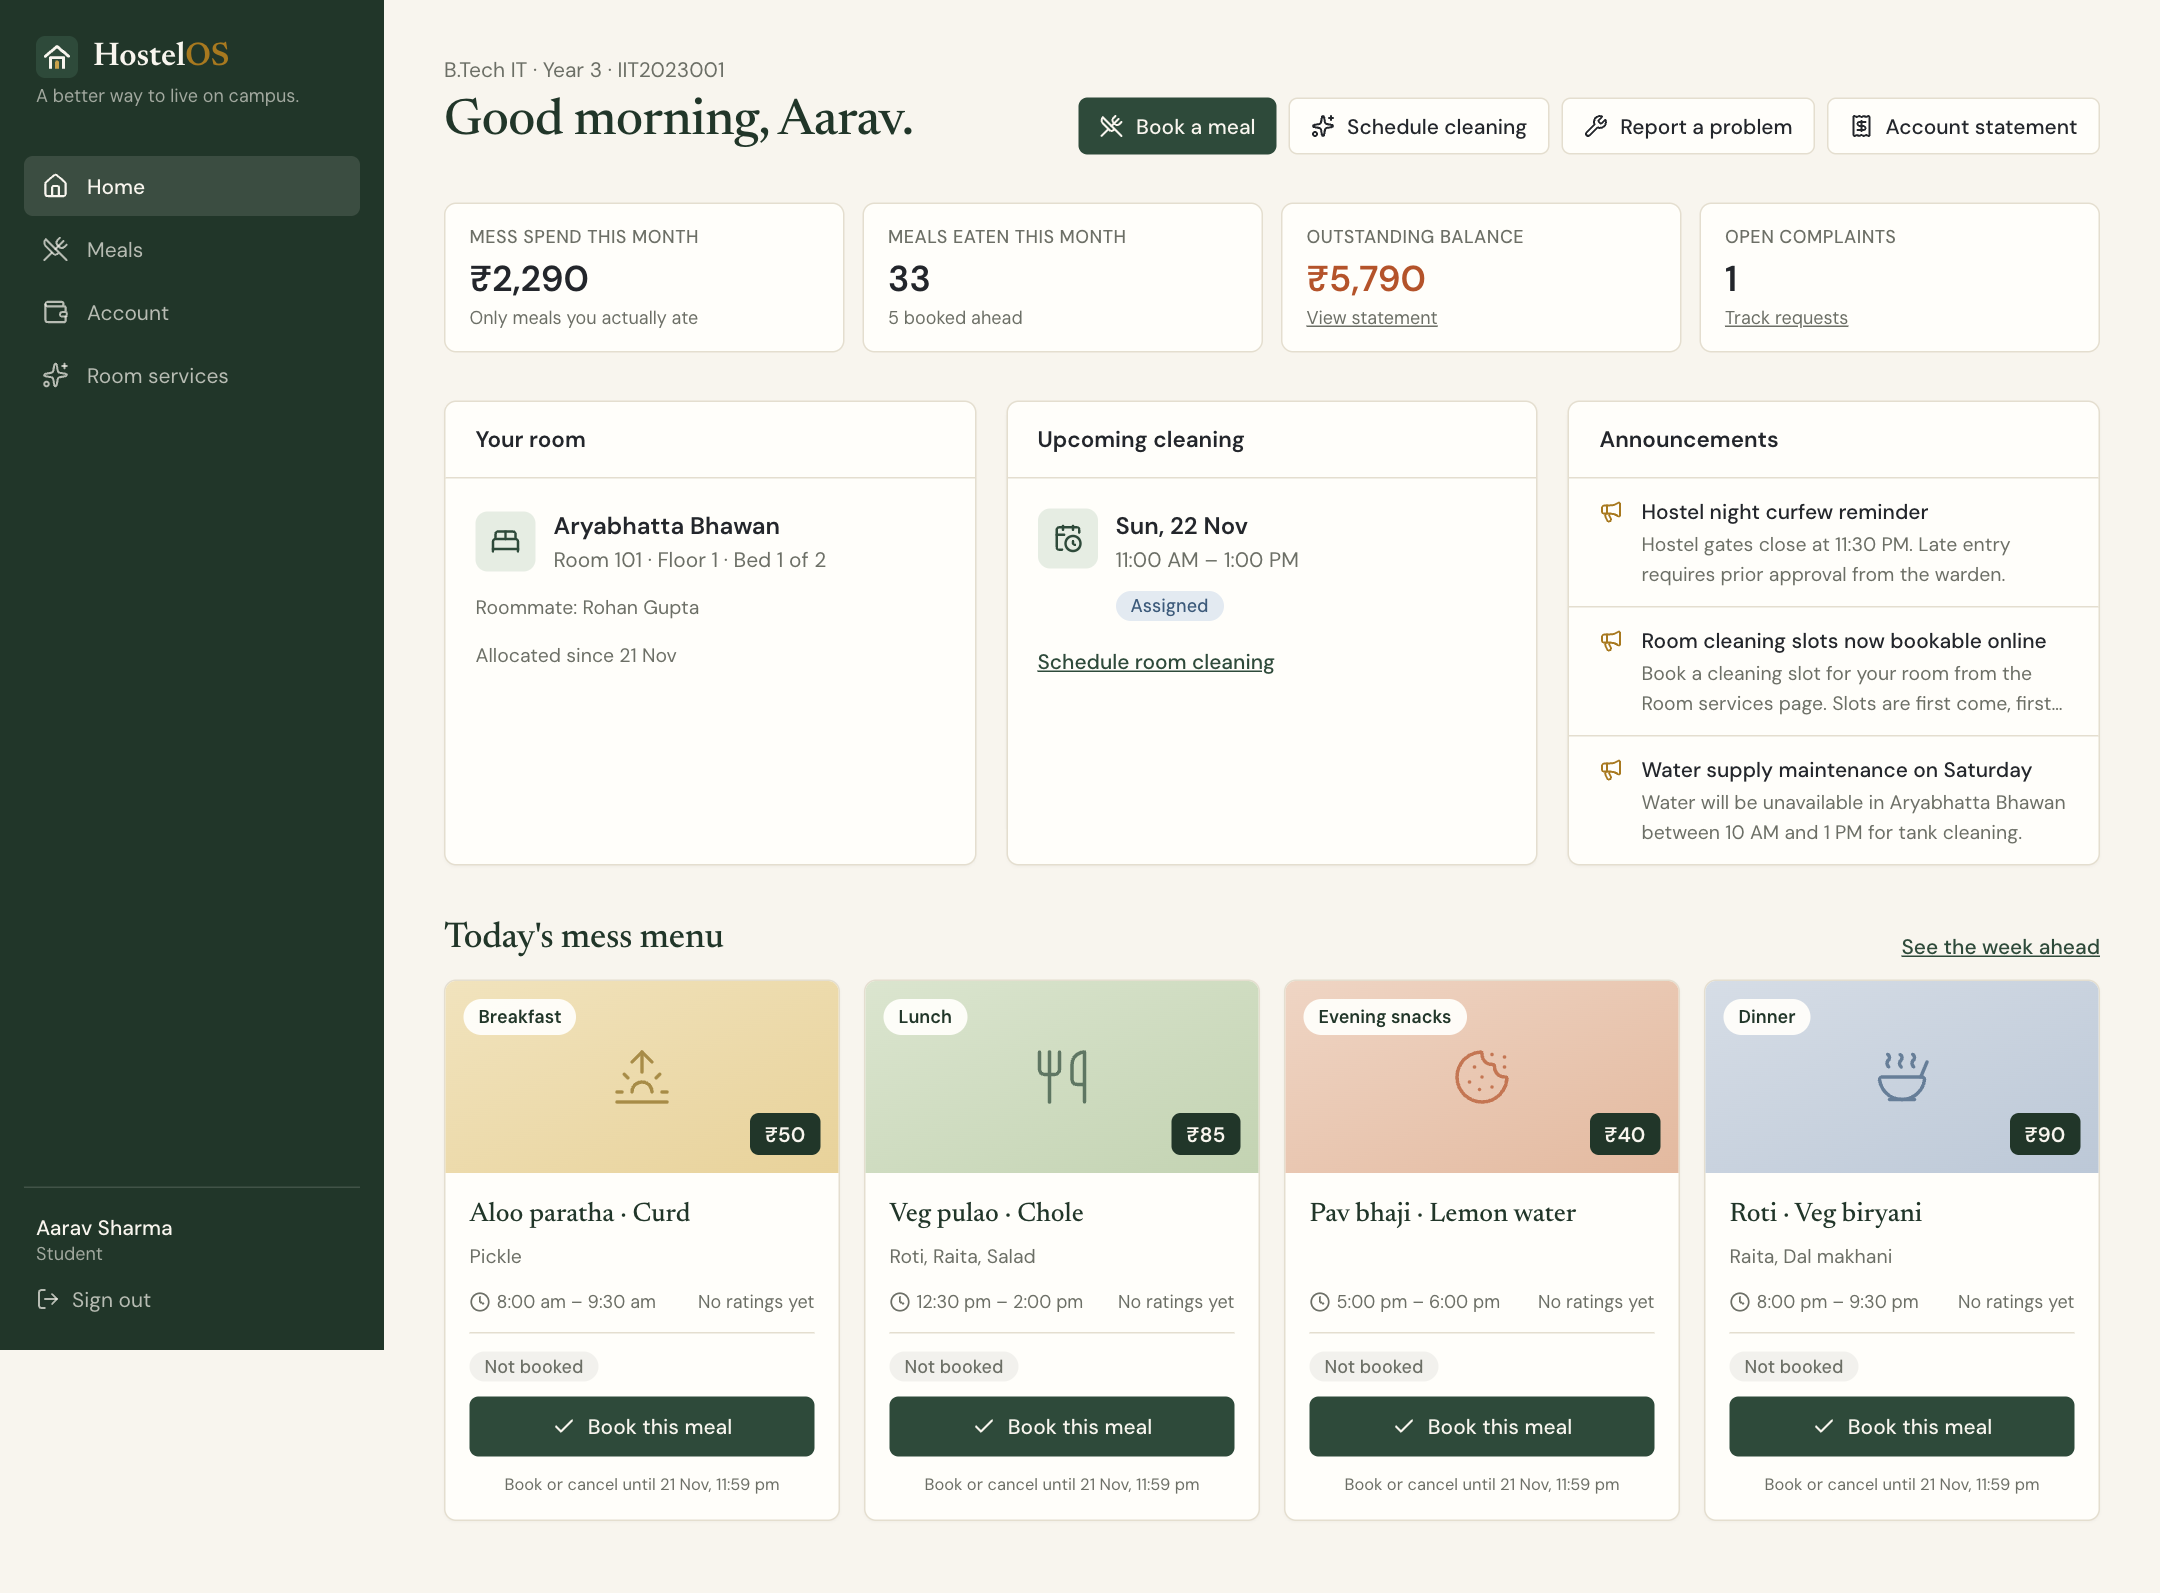 HostelOS
A better way to live on campus.
Home
Meals
Account
Room services
Aarav Sharma
Student
Sign out
B.Tech IT · Year 3 · IIT2023001
Good morning, Aarav.
Book a meal
Schedule cleaning
Report a problem
Account statement
MESS SPEND THIS MONTH
₹2,290
Only meals you actually ate
MEALS EATEN THIS MONTH
33
5 booked ahead
OUTSTANDING BALANCE
₹5,790
View statement
OPEN COMPLAINTS
1
Track requests
Your room
Aryabhatta Bhawan
Room 101 · Floor 1 · Bed 1 of 2
Roommate: Rohan Gupta
Allocated since 21 Nov
Upcoming cleaning
Sun, 22 Nov
11:00 AM – 1:00 PM
Assigned
Schedule room cleaning
Announcements
Hostel night curfew reminder
Hostel gates close at 11:30 PM. Late entry
requires prior approval from the warden.
Room cleaning slots now bookable online
Book a cleaning slot for your room from the
Room services page. Slots are first come, first...
Water supply maintenance on Saturday
Water will be unavailable in Aryabhatta Bhawan
between 10 AM and 1 PM for tank cleaning.
Today's mess menu
See the week ahead
Breakfast
₹50
Aloo paratha · Curd
Pickle
8:00 am – 9:30 am
No ratings yet
Not booked
Book this meal
Book or cancel until 21 Nov, 11:59 pm
Lunch
₹85
Veg pulao · Chole
Roti, Raita, Salad
12:30 pm – 2:00 pm
No ratings yet
Not booked
Book this meal
Book or cancel until 21 Nov, 11:59 pm
Evening snacks
₹40
Pav bhaji · Lemon water
5:00 pm – 6:00 pm
No ratings yet
Not booked
Book this meal
Book or cancel until 21 Nov, 11:59 pm
Dinner
₹90
Roti · Veg biryani
Raita, Dal makhani
8:00 pm – 9:30 pm
No ratings yet
Not booked
Book this meal
Book or cancel until 21 Nov, 11:59 pm